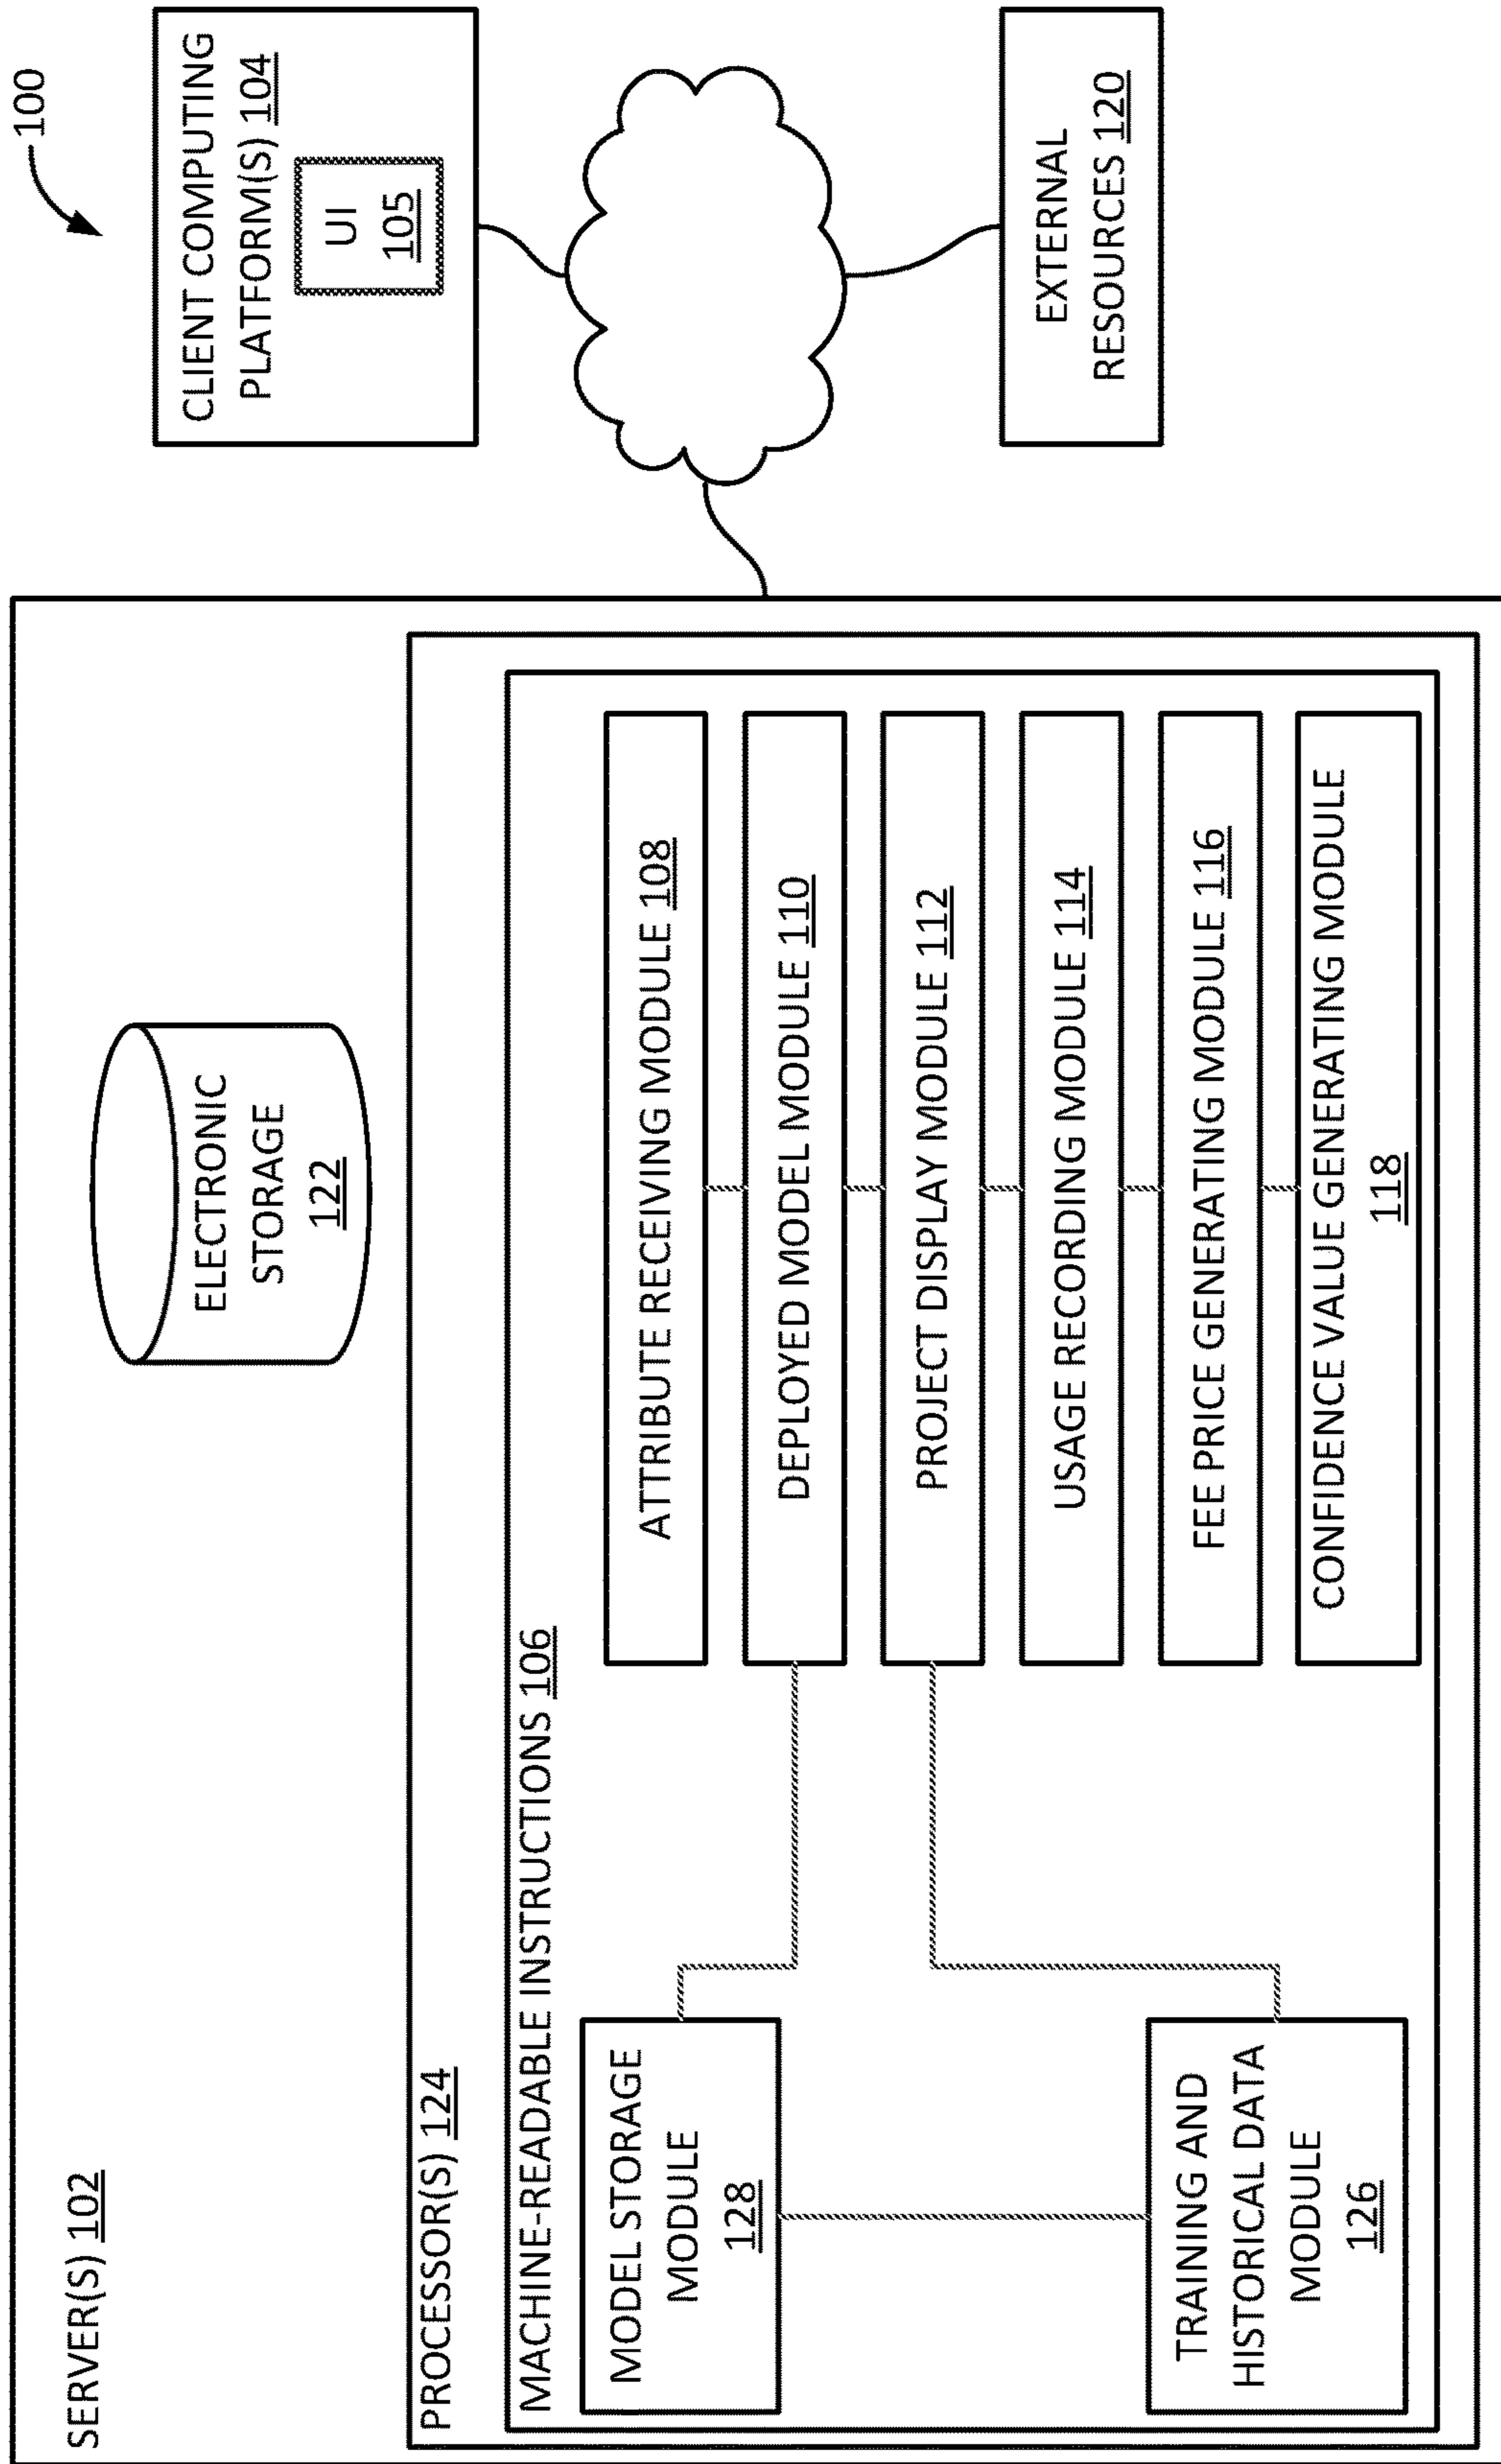 100
SERVER(S) 102
ELECTRONIC
STORAGE
122
PROCESSOR(S) 124
MACHINE-READABLE INSTRUCTIONS 106
MODEL STORAGE
MODULE
128
TRAINING AND
HISTORICAL DATA
MODULE
126
ATTRIBUTE RECEIVING MODULE 108
DEPLOYED MODEL MODULE 110
PROJECT DISPLAY MODULE 112
USAGE RECORDING MODULE 114
FEE PRICE GENERATING MODULE 116
CONFIDENCE VALUE GENERATING MODULE
118
CLIENT COMPUTING
PLATFORM(S) 104
UI
105
EXTERNAL
RESOURCES 120